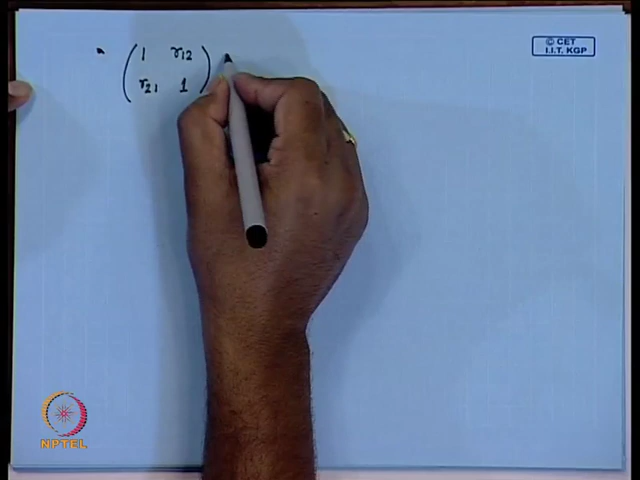 ( 1 r12 )
( r21 1 )
© CET
I.I.T. KGP
NPTEL